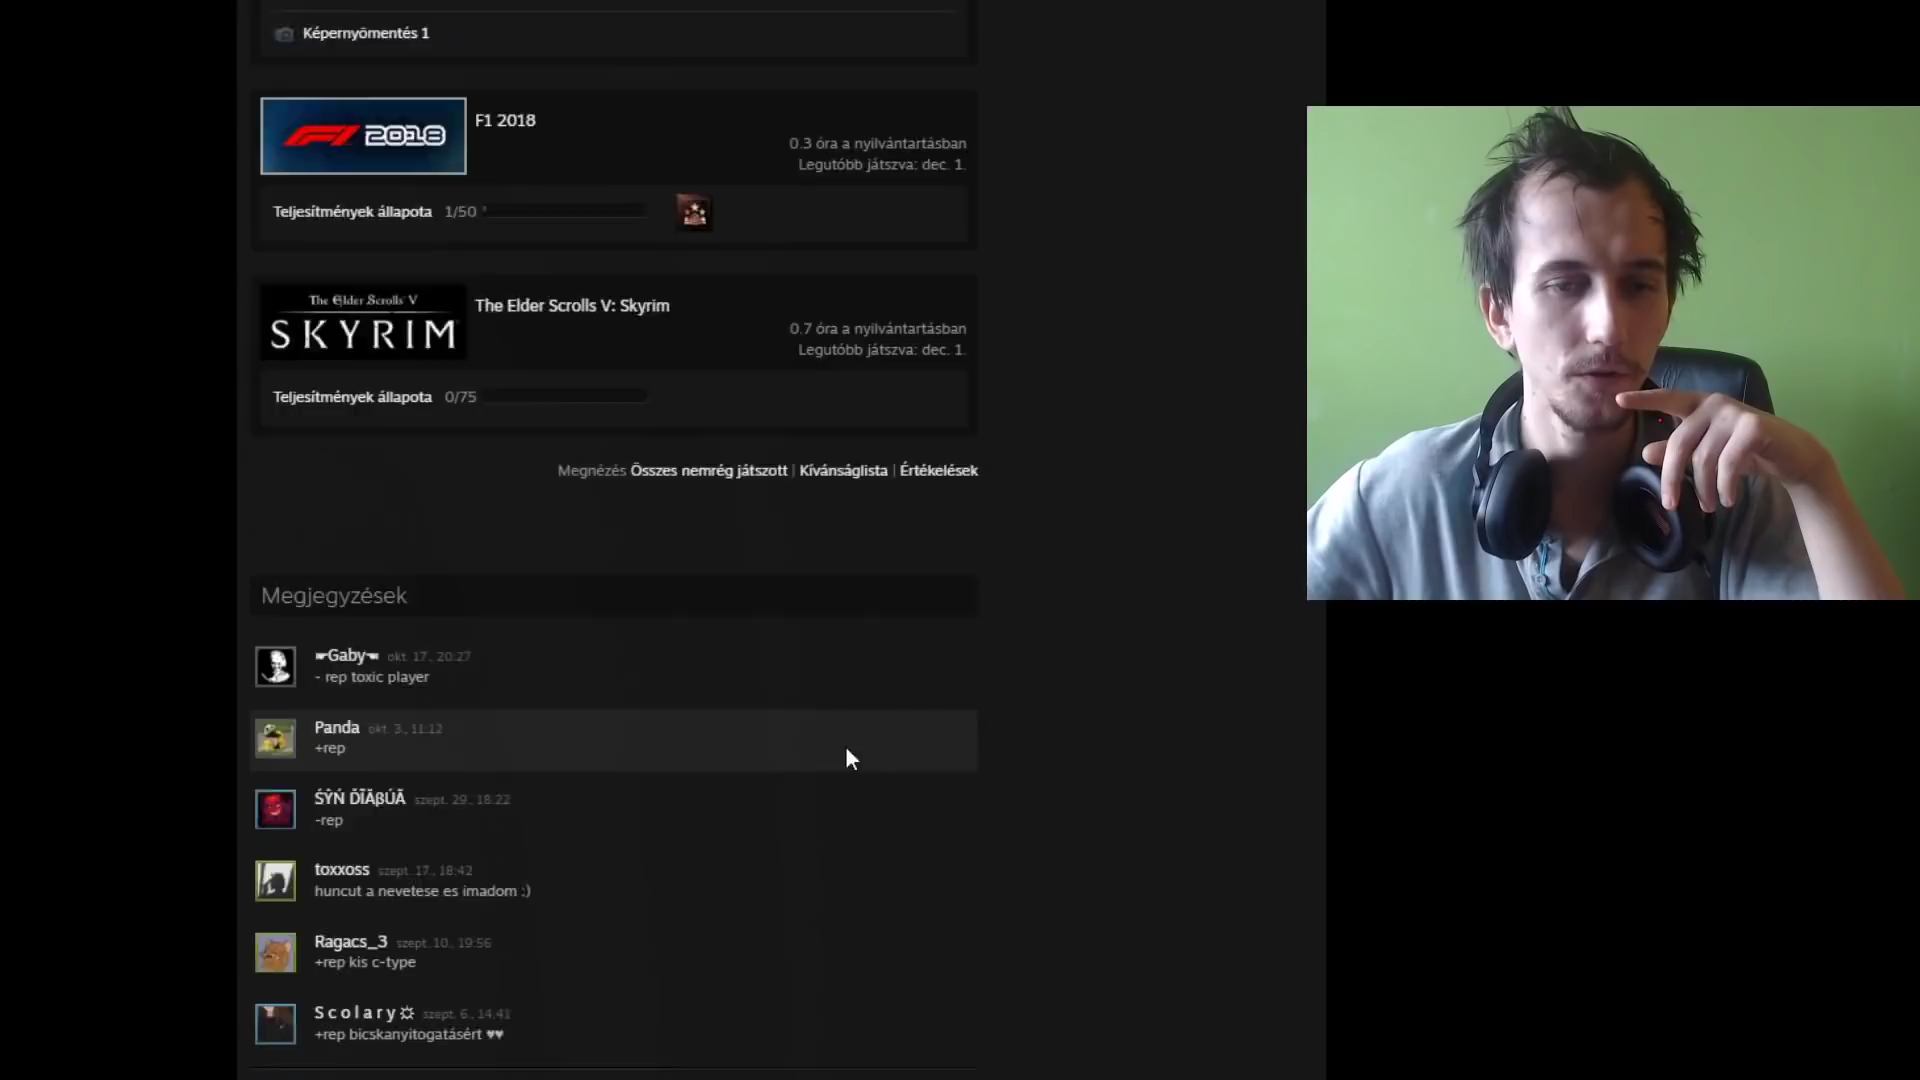 Képernyőmentés 1
F1 2018
F1 2018
0.3 óra a nyilvántartásban
Legutóbb játszva: dec. 1.
Teljesítmények állapota 1/50
The Elder Scrolls V
SKYRIM
The Elder Scrolls V: Skyrim
0.7 óra a nyilvántartásban
Legutóbb játszva: dec. 1.
Teljesítmények állapota 0/75
Megnézés Összes nemrég játszott | Kívánságlista | Értékelések
Megjegyzések
☛Gaby☚ okt. 17., 20:27
- rep toxic player
Panda okt. 3., 11:12
+rep
ŚŶŃ ĎĨÃβÚÃ szept. 29., 18:22
-rep
toxxoss szept. 17., 18:42
huncut a nevetese es imadom :)
Ragacs_3 szept. 10., 19:56
+rep kis c-type
S c o l a r y ☼ szept. 6., 14:41
+rep bicskanyitogatásért ♥♥